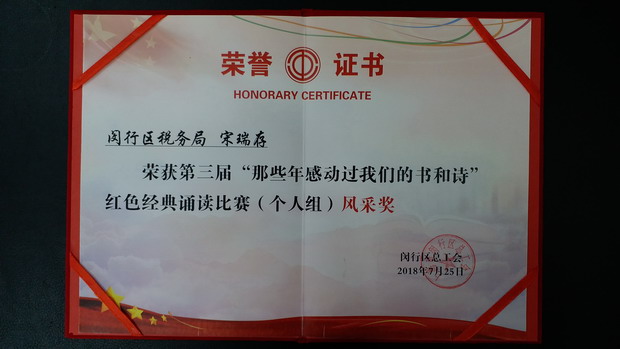 荣誉 证书
HONORARY CERTIFICATE
闵行区税务局 宋瑞存
荣获第三届“那些年感动过我们的书和诗”
红色经典诵读比赛（个人组）风采奖
闵行区总工会
2018年7月25日